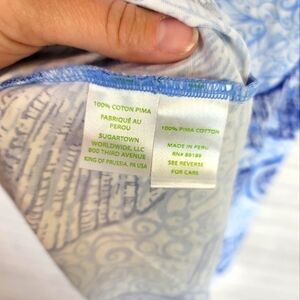 100% COTON PIMA
FABRIQUÉ AU
PEROU
SUGARTOWN
WORLDWIDE, LLC
800 THIRD AVENUE
KING OF PRUSSIA, PA USA
100% PIMA COTTON
MADE IN PERU
RN# 89189
SEE REVERSE
FOR CARE